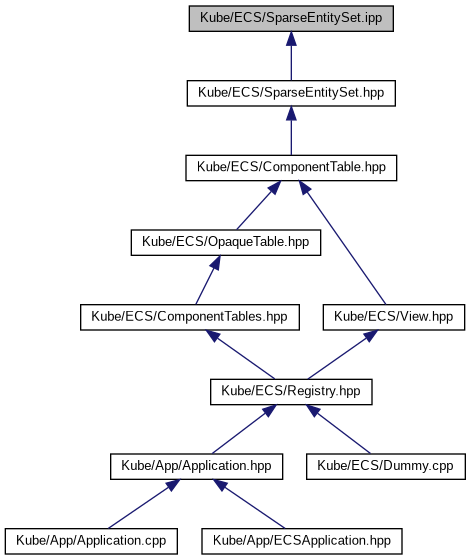 Kube/ECS/SparseEntitySet.ipp
Kube/ECS/SparseEntitySet.hpp
Kube/ECS/ComponentTable.hpp
Kube/ECS/OpaqueTable.hpp
Kube/ECS/ComponentTables.hpp
Kube/ECS/View.hpp
Kube/ECS/Registry.hpp
Kube/App/Application.hpp
Kube/ECS/Dummy.cpp
Kube/App/Application.cpp
Kube/App/ECSApplication.hpp